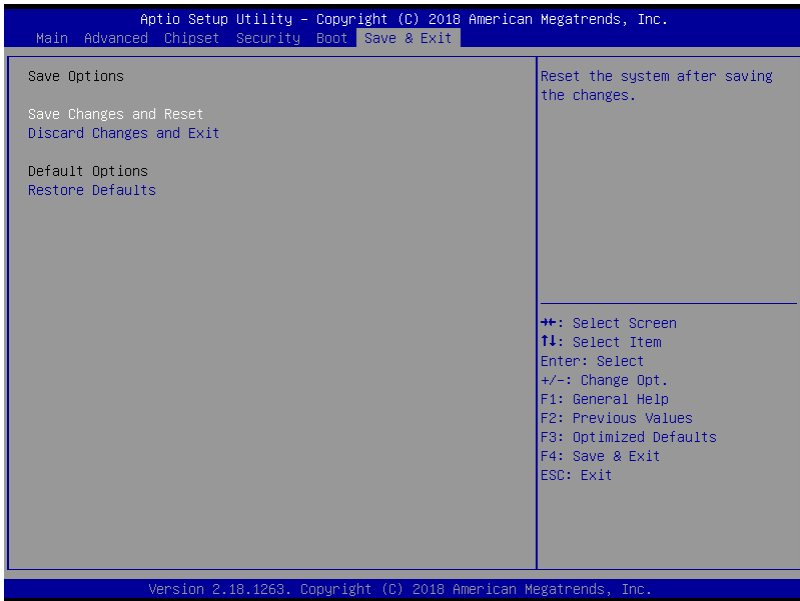 Aptio Setup Utility – Copyright (C) 2018 American Megatrends, Inc.
Main Advanced Chipset Security Boot Save & Exit
Save Options
Save Changes and Reset
Discard Changes and Exit
Default Options
Restore Defaults
Reset the system after saving
the changes.
→←: Select Screen
↑↓: Select Item
Enter: Select
+/-: Change Opt.
F1: General Help
F2: Previous Values
F3: Optimized Defaults
F4: Save & Exit
ESC: Exit
Version 2.18.1263. Copyright (C) 2018 American Megatrends, Inc.